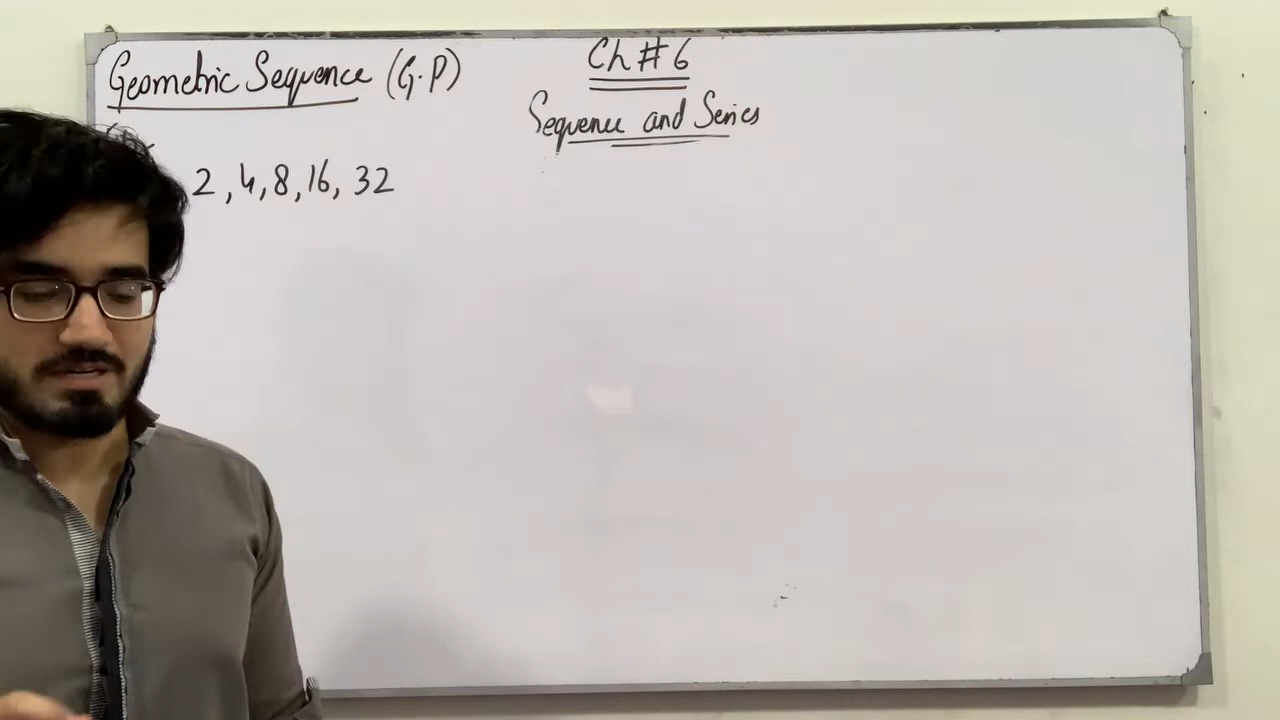 Geometric Sequence (G.P)
Ch # 6
Sequence and Series
2, 4, 8, 16, 32